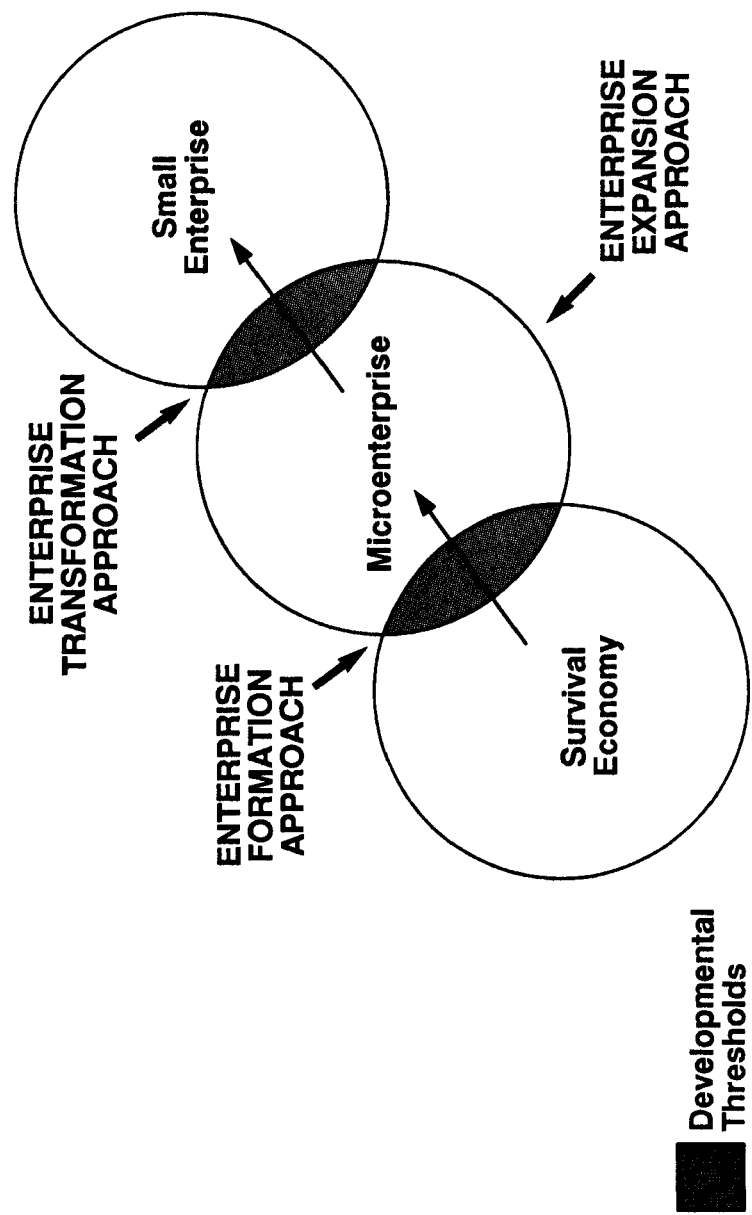 ENTERPRISE
TRANSFORMATION
APPROACH
Small
Enterprise
ENTERPRISE
FORMATION
APPROACH
Microenterprise
ENTERPRISE
EXPANSION
APPROACH
Survival
Economy
Developmental
Thresholds